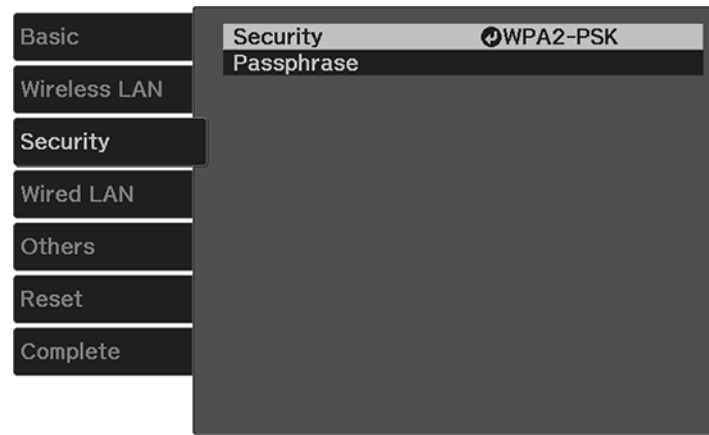 Basic
Wireless LAN
Security
Wired LAN
Others
Reset
Complete
Security WPA2-PSK
Passphrase